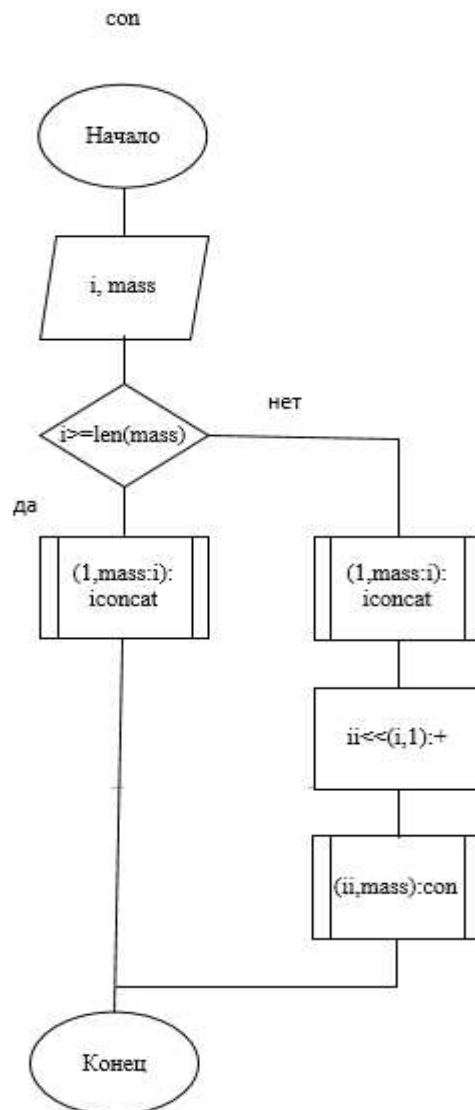 con
Начало
i, mass
i>=len(mass)
нет
да
(1,mass:i):
iconcat
(1,mass:i):
iconcat
ii<<(i,1):+
(ii,mass):con
Конец